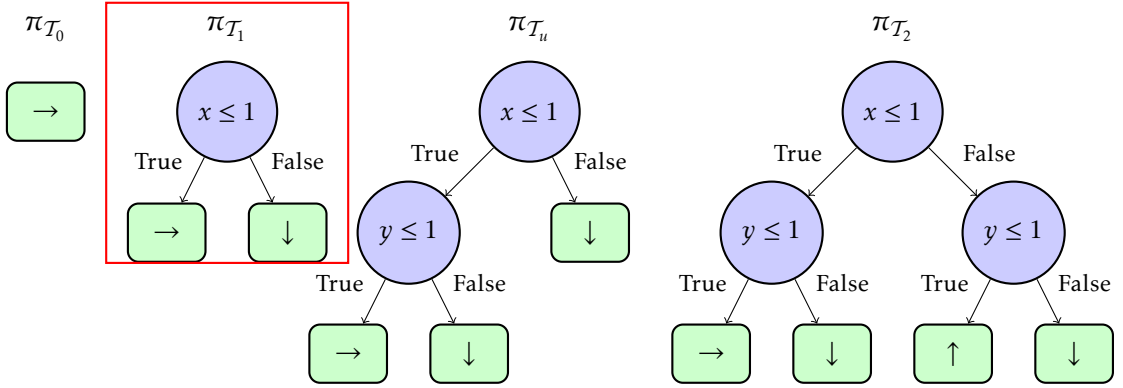 π𝒯₀ π𝒯₁ π𝒯ᵤ π𝒯₂
→ x ≤ 1 x ≤ 1 x ≤ 1
True False True False True False
→ ↓ y ≤ 1 ↓ y ≤ 1 y ≤ 1
True False True False True False
→ ↓ → ↓ ↑ ↓